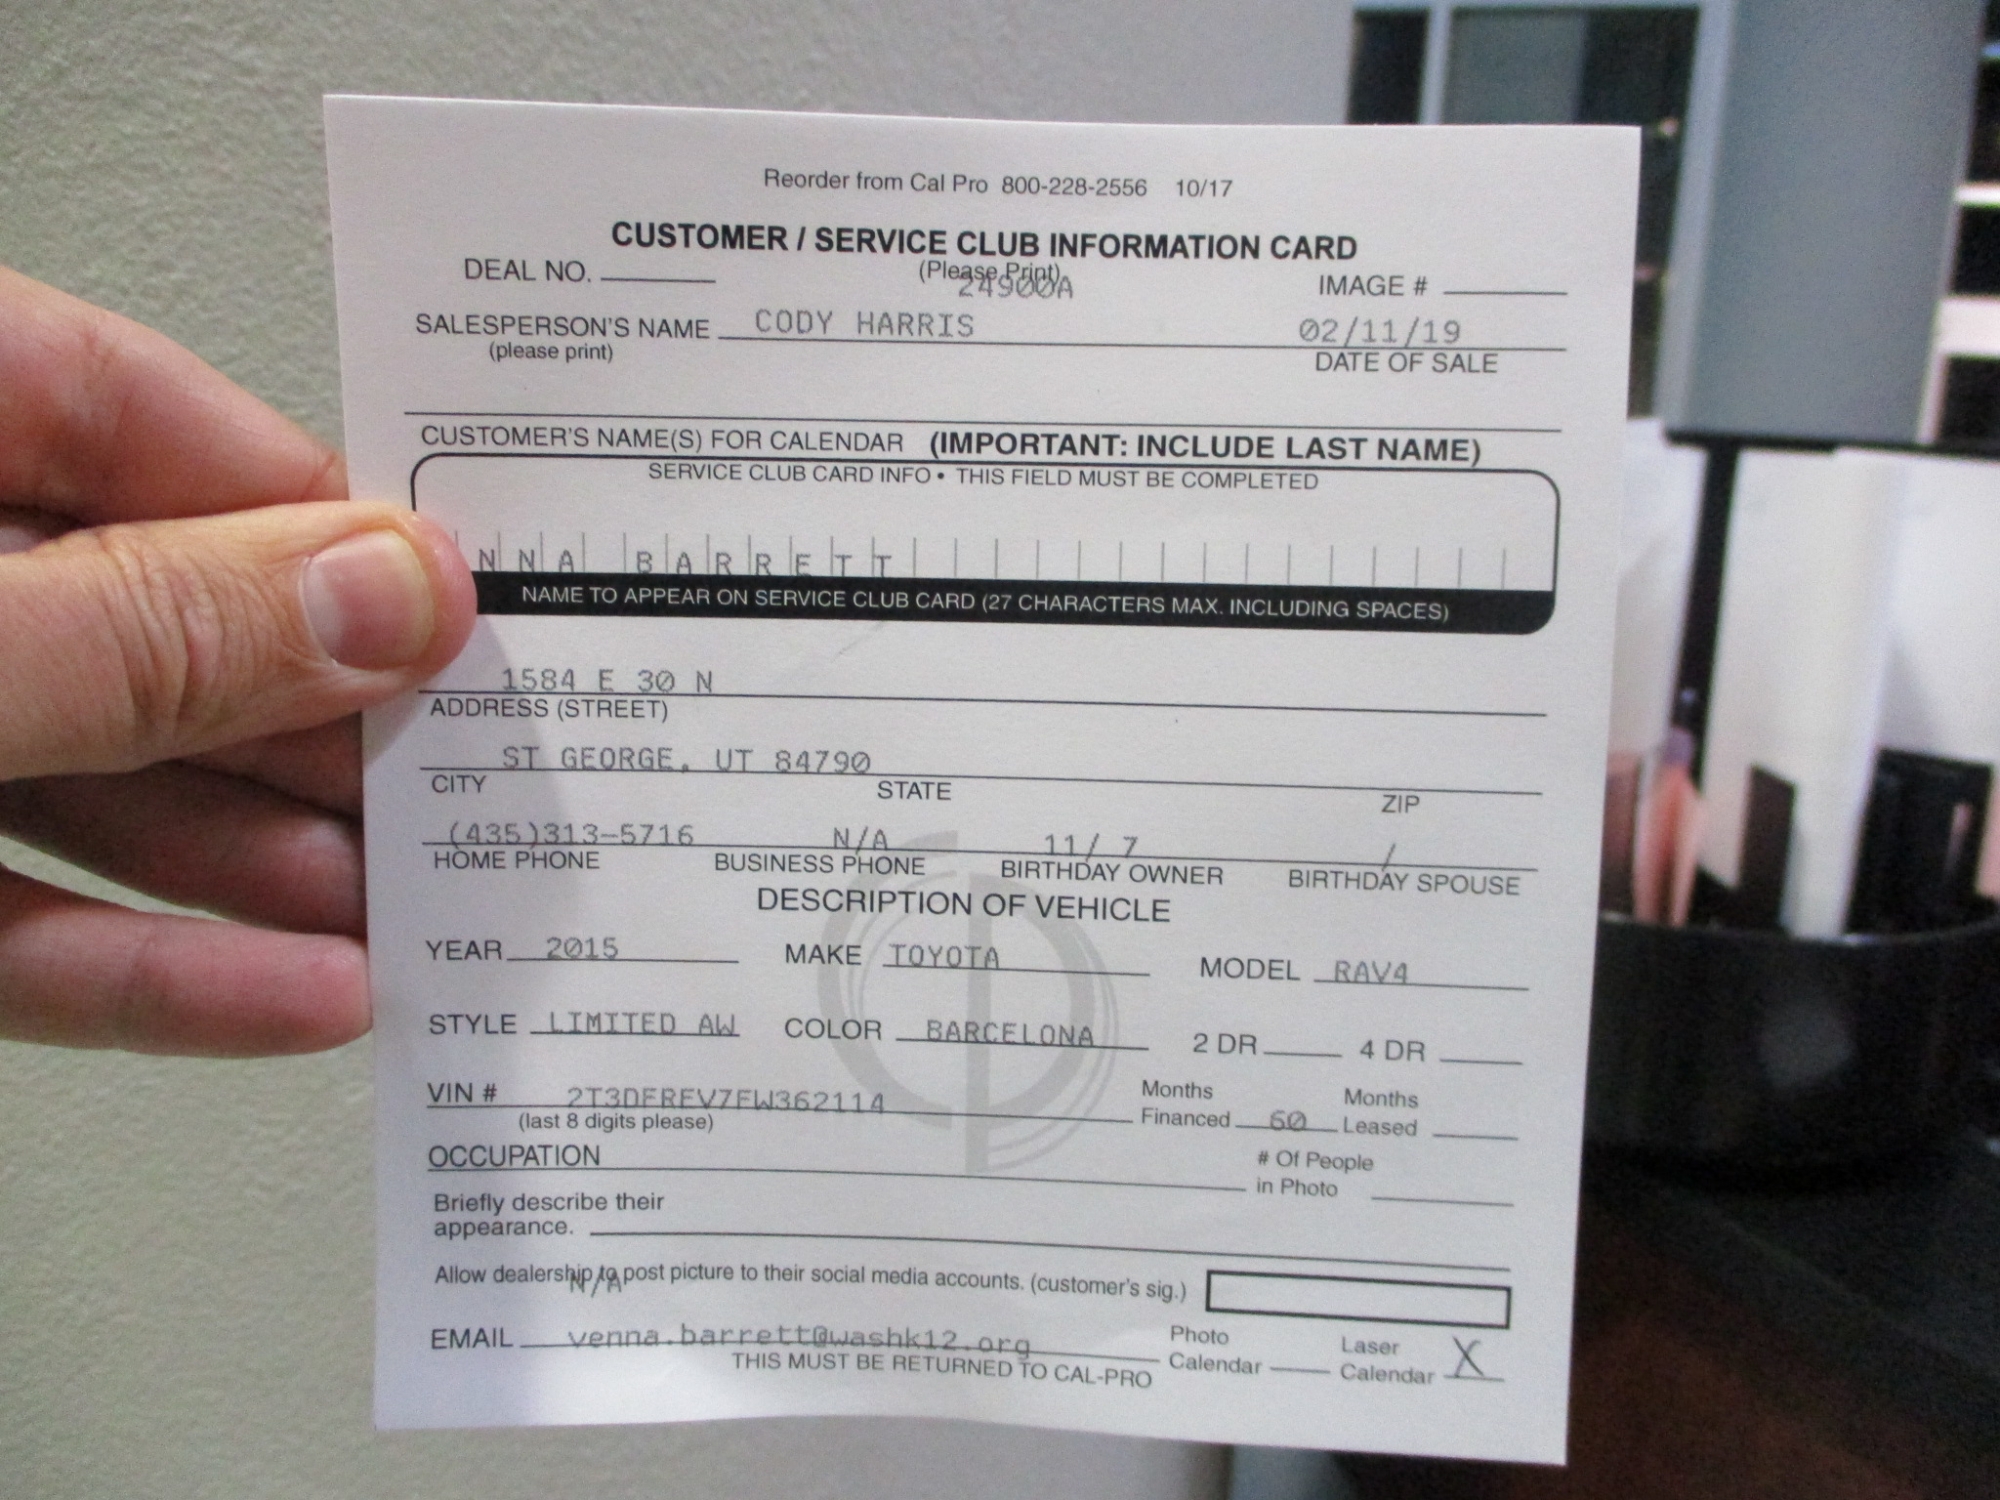 Reorder from Cal Pro 800-228-2556 10/17
CUSTOMER / SERVICE CLUB INFORMATION CARD
DEAL NO. (Please Print) IMAGE #
24900A
SALESPERSON'S NAME CODY HARRIS 02/11/19
(please print) DATE OF SALE
CUSTOMER'S NAME(S) FOR CALENDAR (IMPORTANT: INCLUDE LAST NAME)
SERVICE CLUB CARD INFO • THIS FIELD MUST BE COMPLETED
NNA BARRETT
NAME TO APPEAR ON SERVICE CLUB CARD (27 CHARACTERS MAX. INCLUDING SPACES)
1584 E 30 N
ADDRESS (STREET)
ST GEORGE, UT 84790
CITY STATE ZIP
(435)313-5716 N/A 11/ 7 /
HOME PHONE BUSINESS PHONE BIRTHDAY OWNER BIRTHDAY SPOUSE
DESCRIPTION OF VEHICLE
YEAR 2015 MAKE TOYOTA MODEL RAV4
STYLE LIMITED AW COLOR BARCELONA 2 DR 4 DR
VIN # 2T3DFREV7FW362114 Months Financed 60 Months Leased
(last 8 digits please)
OCCUPATION # Of People in Photo
Briefly describe their
appearance.
Allow dealership to post picture to their social media accounts. (customer's sig.)
N/A
EMAIL venna.barrett@washk12.org Photo Calendar Laser Calendar X
THIS MUST BE RETURNED TO CAL-PRO